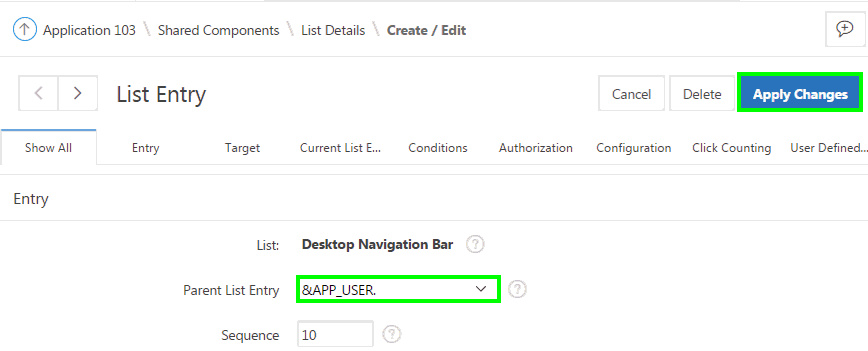 Application 103 \ Shared Components \ List Details \ Create / Edit
List Entry Cancel Delete Apply Changes
Show All Entry Target Current List E... Conditions Authorization Configuration Click Counting User Defined...
Entry
List: Desktop Navigation Bar ?
Parent List Entry &APP_USER. ?
Sequence 10 ?